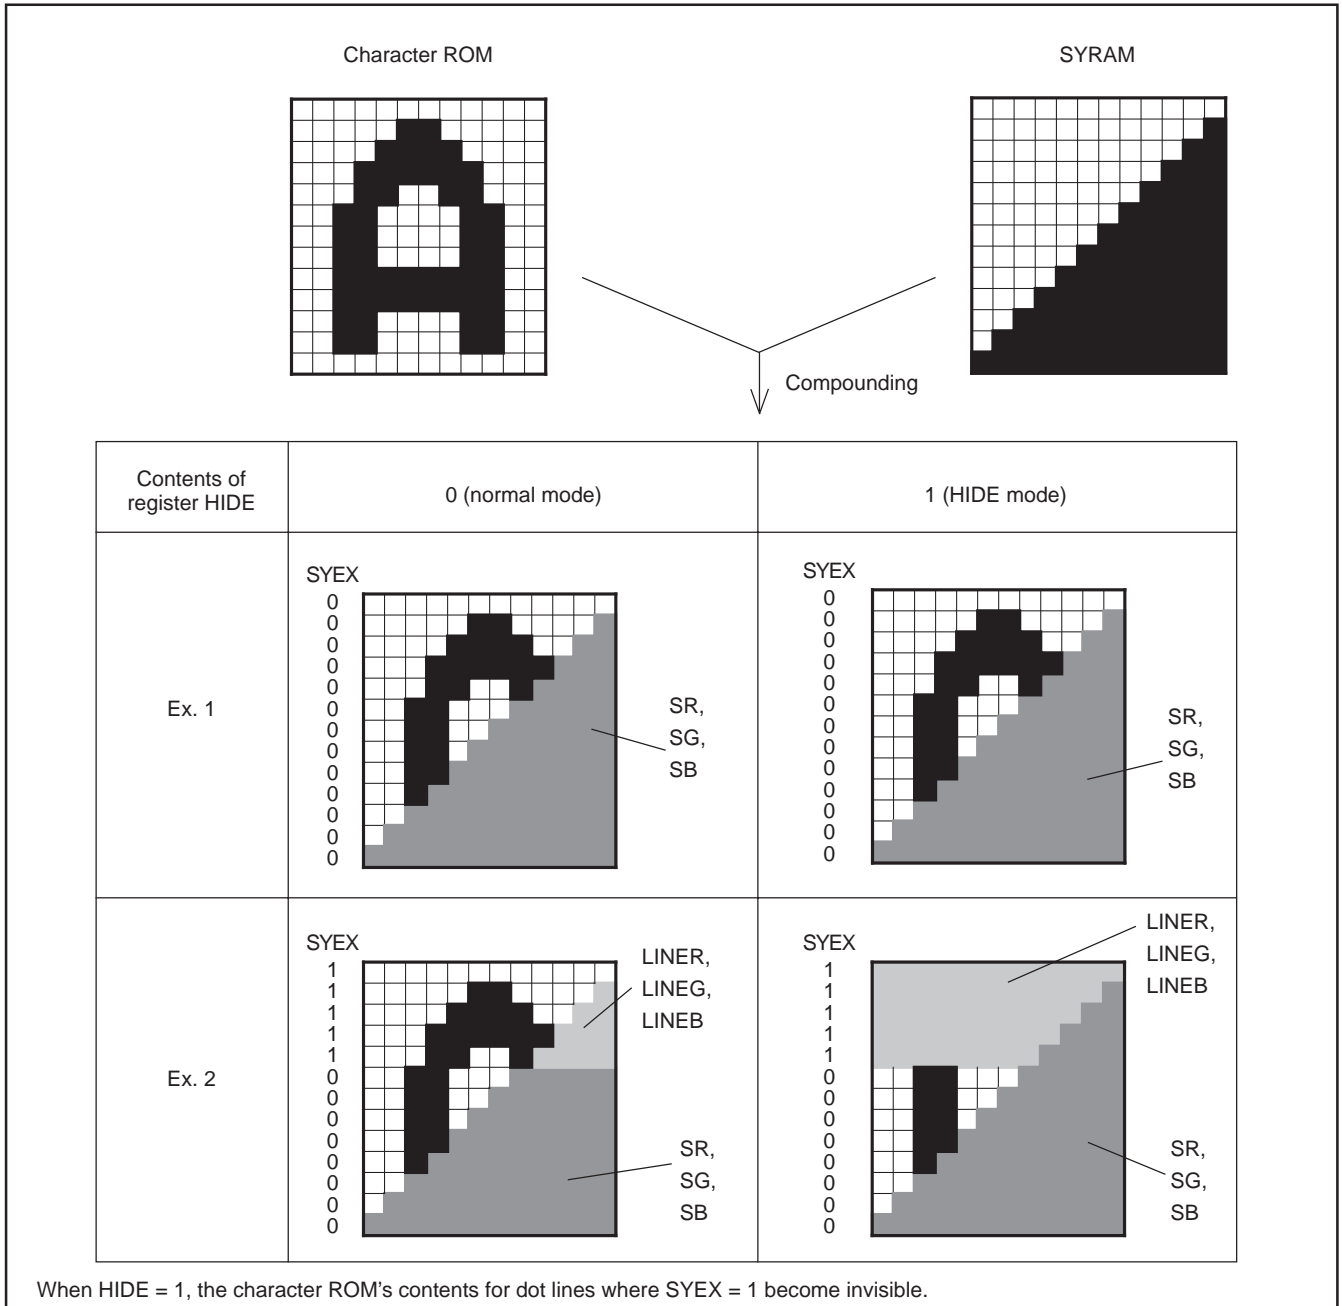 Character ROM
SYRAM
Compounding
Contents of
register HIDE
0 (normal mode)
1 (HIDE mode)
Ex. 1
SYEX
0
0
0
0
0
0
0
0
0
0
0
0
0
SR,
SG,
SB
SYEX
0
0
0
0
0
0
0
0
0
0
0
0
0
SR,
SG,
SB
Ex. 2
SYEX
1
1
1
1
1
0
0
0
0
0
0
0
0
LINER,
LINEG,
LINEB
SR,
SG,
SB
SYEX
1
1
1
1
1
0
0
0
0
0
0
0
0
LINER,
LINEG,
LINEB
SR,
SG,
SB
When HIDE = 1, the character ROM's contents for dot lines where SYEX = 1 become invisible.